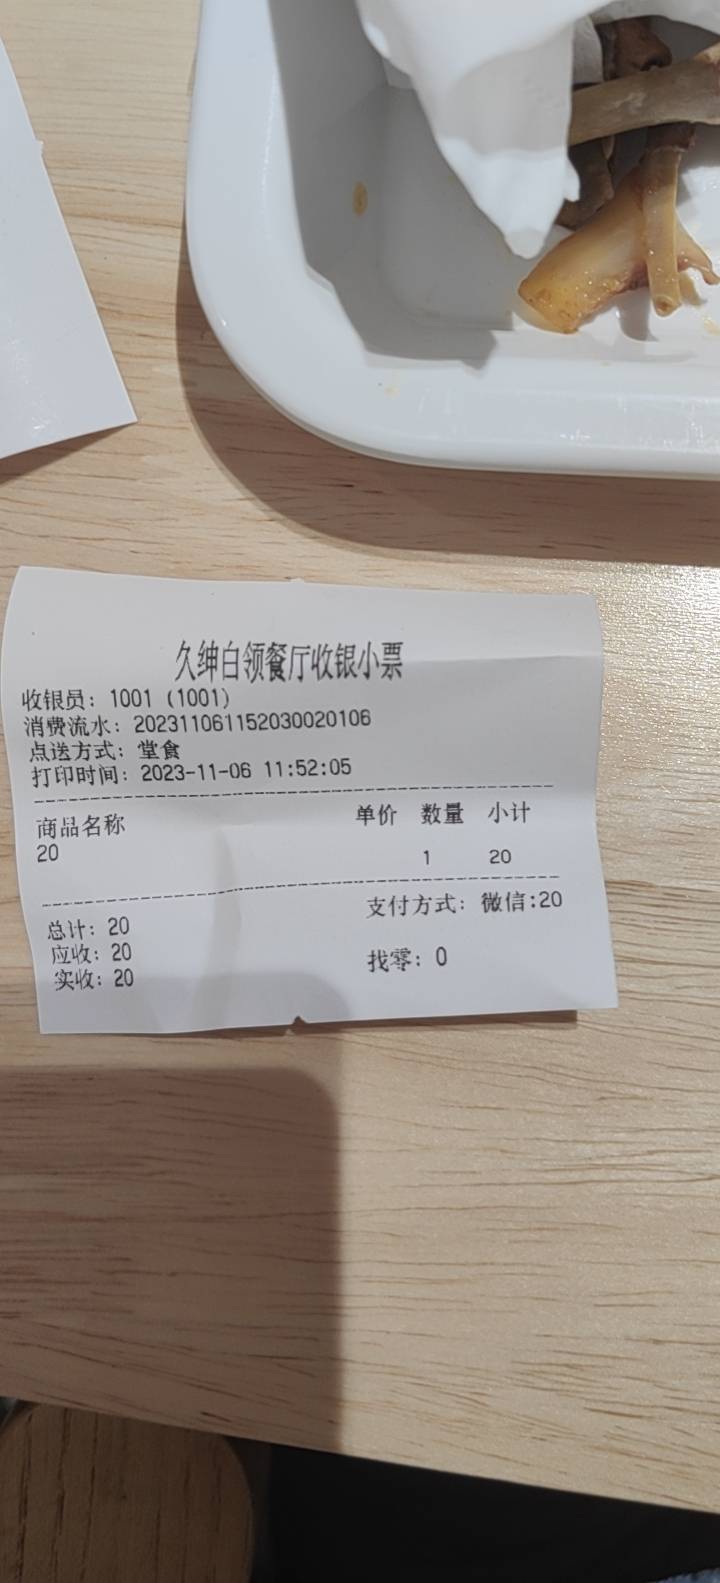 久绅白领餐厅收银小票
收银员: 1001 (1001)
消费流水: 202311061152030020106
点送方式: 堂食
打印时间: 2023-11-06 11:52:05
商品名称 单价 数量 小计
20 1 20
总计: 20 支付方式: 微信:20
应收: 20
实收: 20 找零: 0